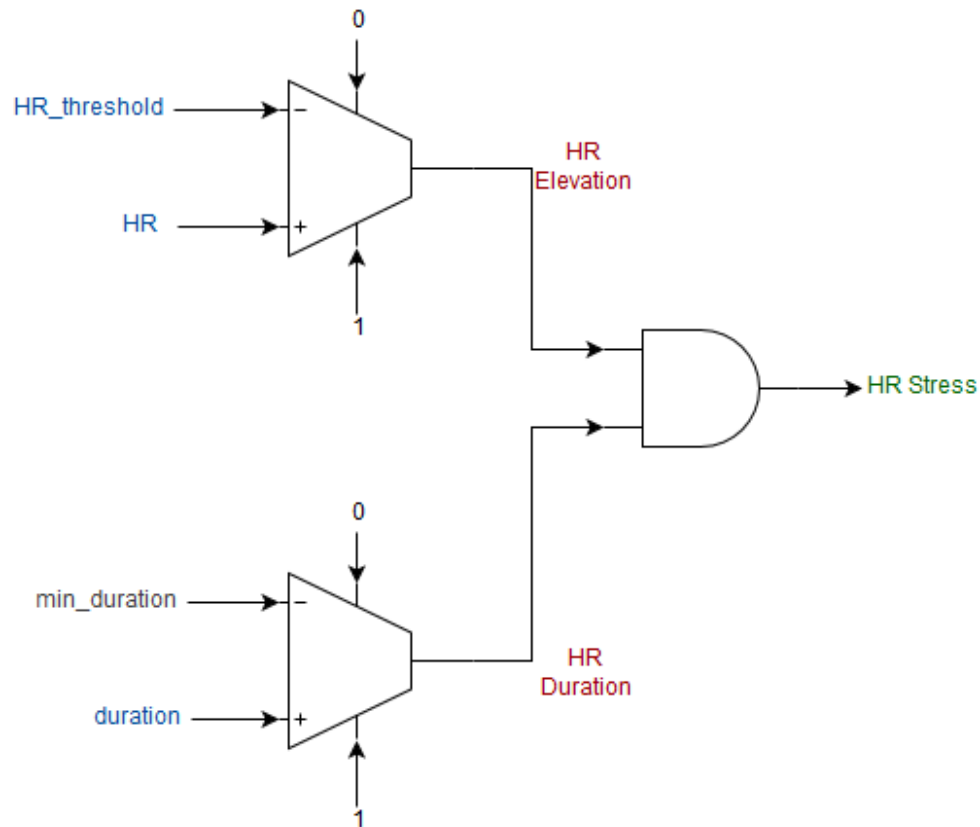 0
HR_threshold
−
HR
Elevation
HR
+
1
HR Stress
0
min_duration
−
HR
Duration
duration
+
1